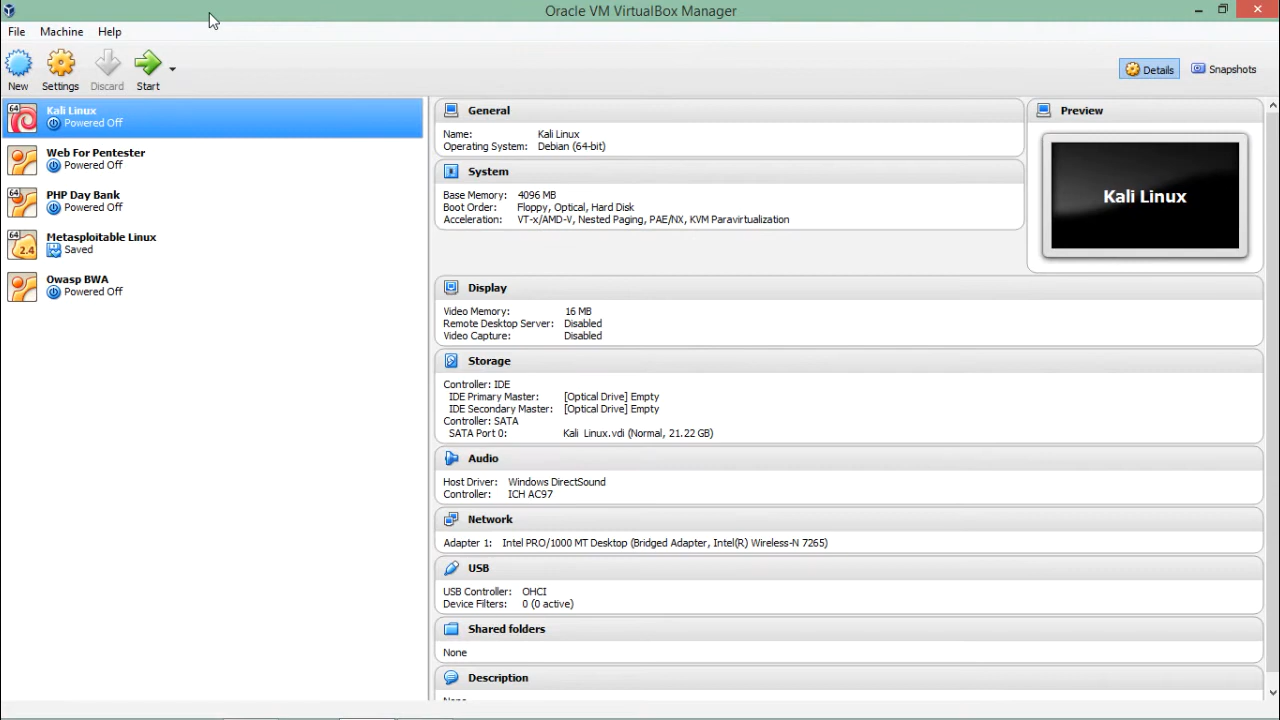 Oracle VM VirtualBox Manager
File Machine Help
New Settings Discard Start
Details Snapshots
64 Kali Linux
Powered Off
Web For Pentester
Powered Off
64 PHP Day Bank
Powered Off
64 Metasploitable Linux
2.4 Saved
Owasp BWA
Powered Off
General
Name: Kali Linux
Operating System: Debian (64-bit)
System
Base Memory: 4096 MB
Boot Order: Floppy, Optical, Hard Disk
Acceleration: VT-x/AMD-V, Nested Paging, PAE/NX, KVM Paravirtualization
Preview
Kali Linux
Display
Video Memory: 16 MB
Remote Desktop Server: Disabled
Video Capture: Disabled
Storage
Controller: IDE
IDE Primary Master: [Optical Drive] Empty
IDE Secondary Master: [Optical Drive] Empty
Controller: SATA
SATA Port 0: Kali Linux.vdi (Normal, 21.22 GB)
Audio
Host Driver: Windows DirectSound
Controller: ICH AC97
Network
Adapter 1: Intel PRO/1000 MT Desktop (Bridged Adapter, Intel(R) Wireless-N 7265)
USB
USB Controller: OHCI
Device Filters: 0 (0 active)
Shared folders
None
Description
None